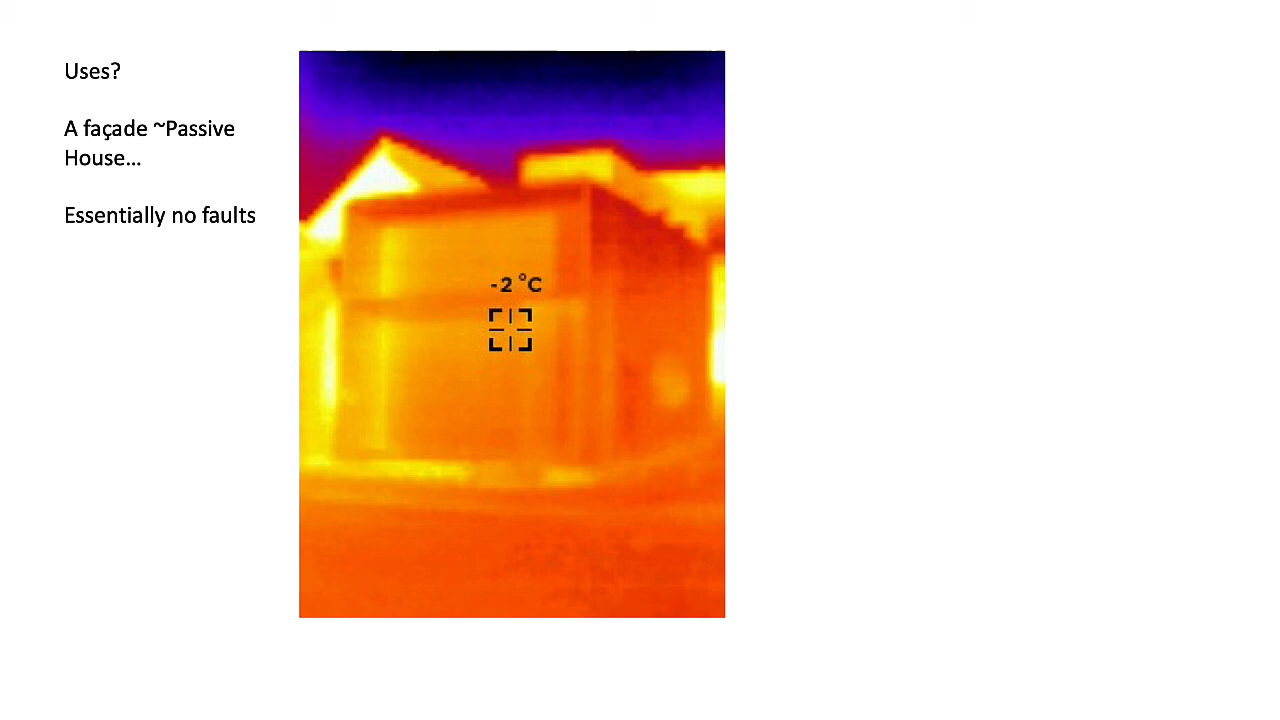 Uses?
A façade ~Passive
House...
Essentially no faults
-2 °C